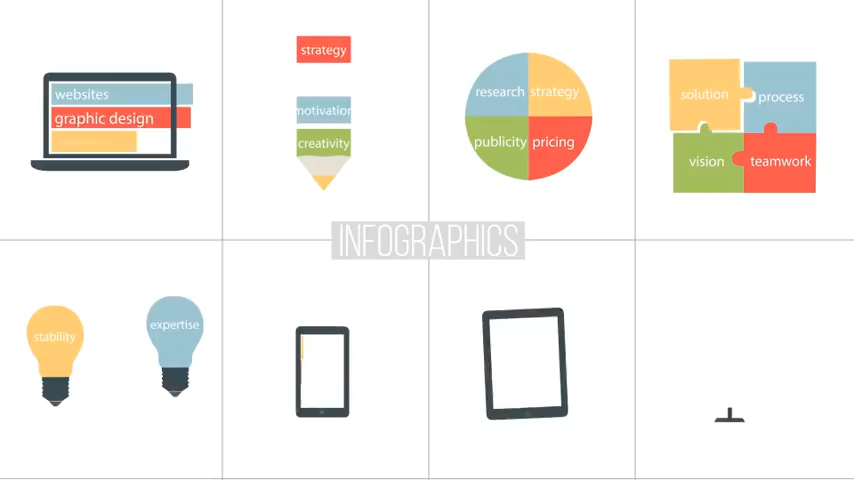 websites
graphic design
strategy
motivation
creativity
research strategy
publicity pricing
solution
process
vision
teamwork
INFOGRAPHICS
stability
expertise